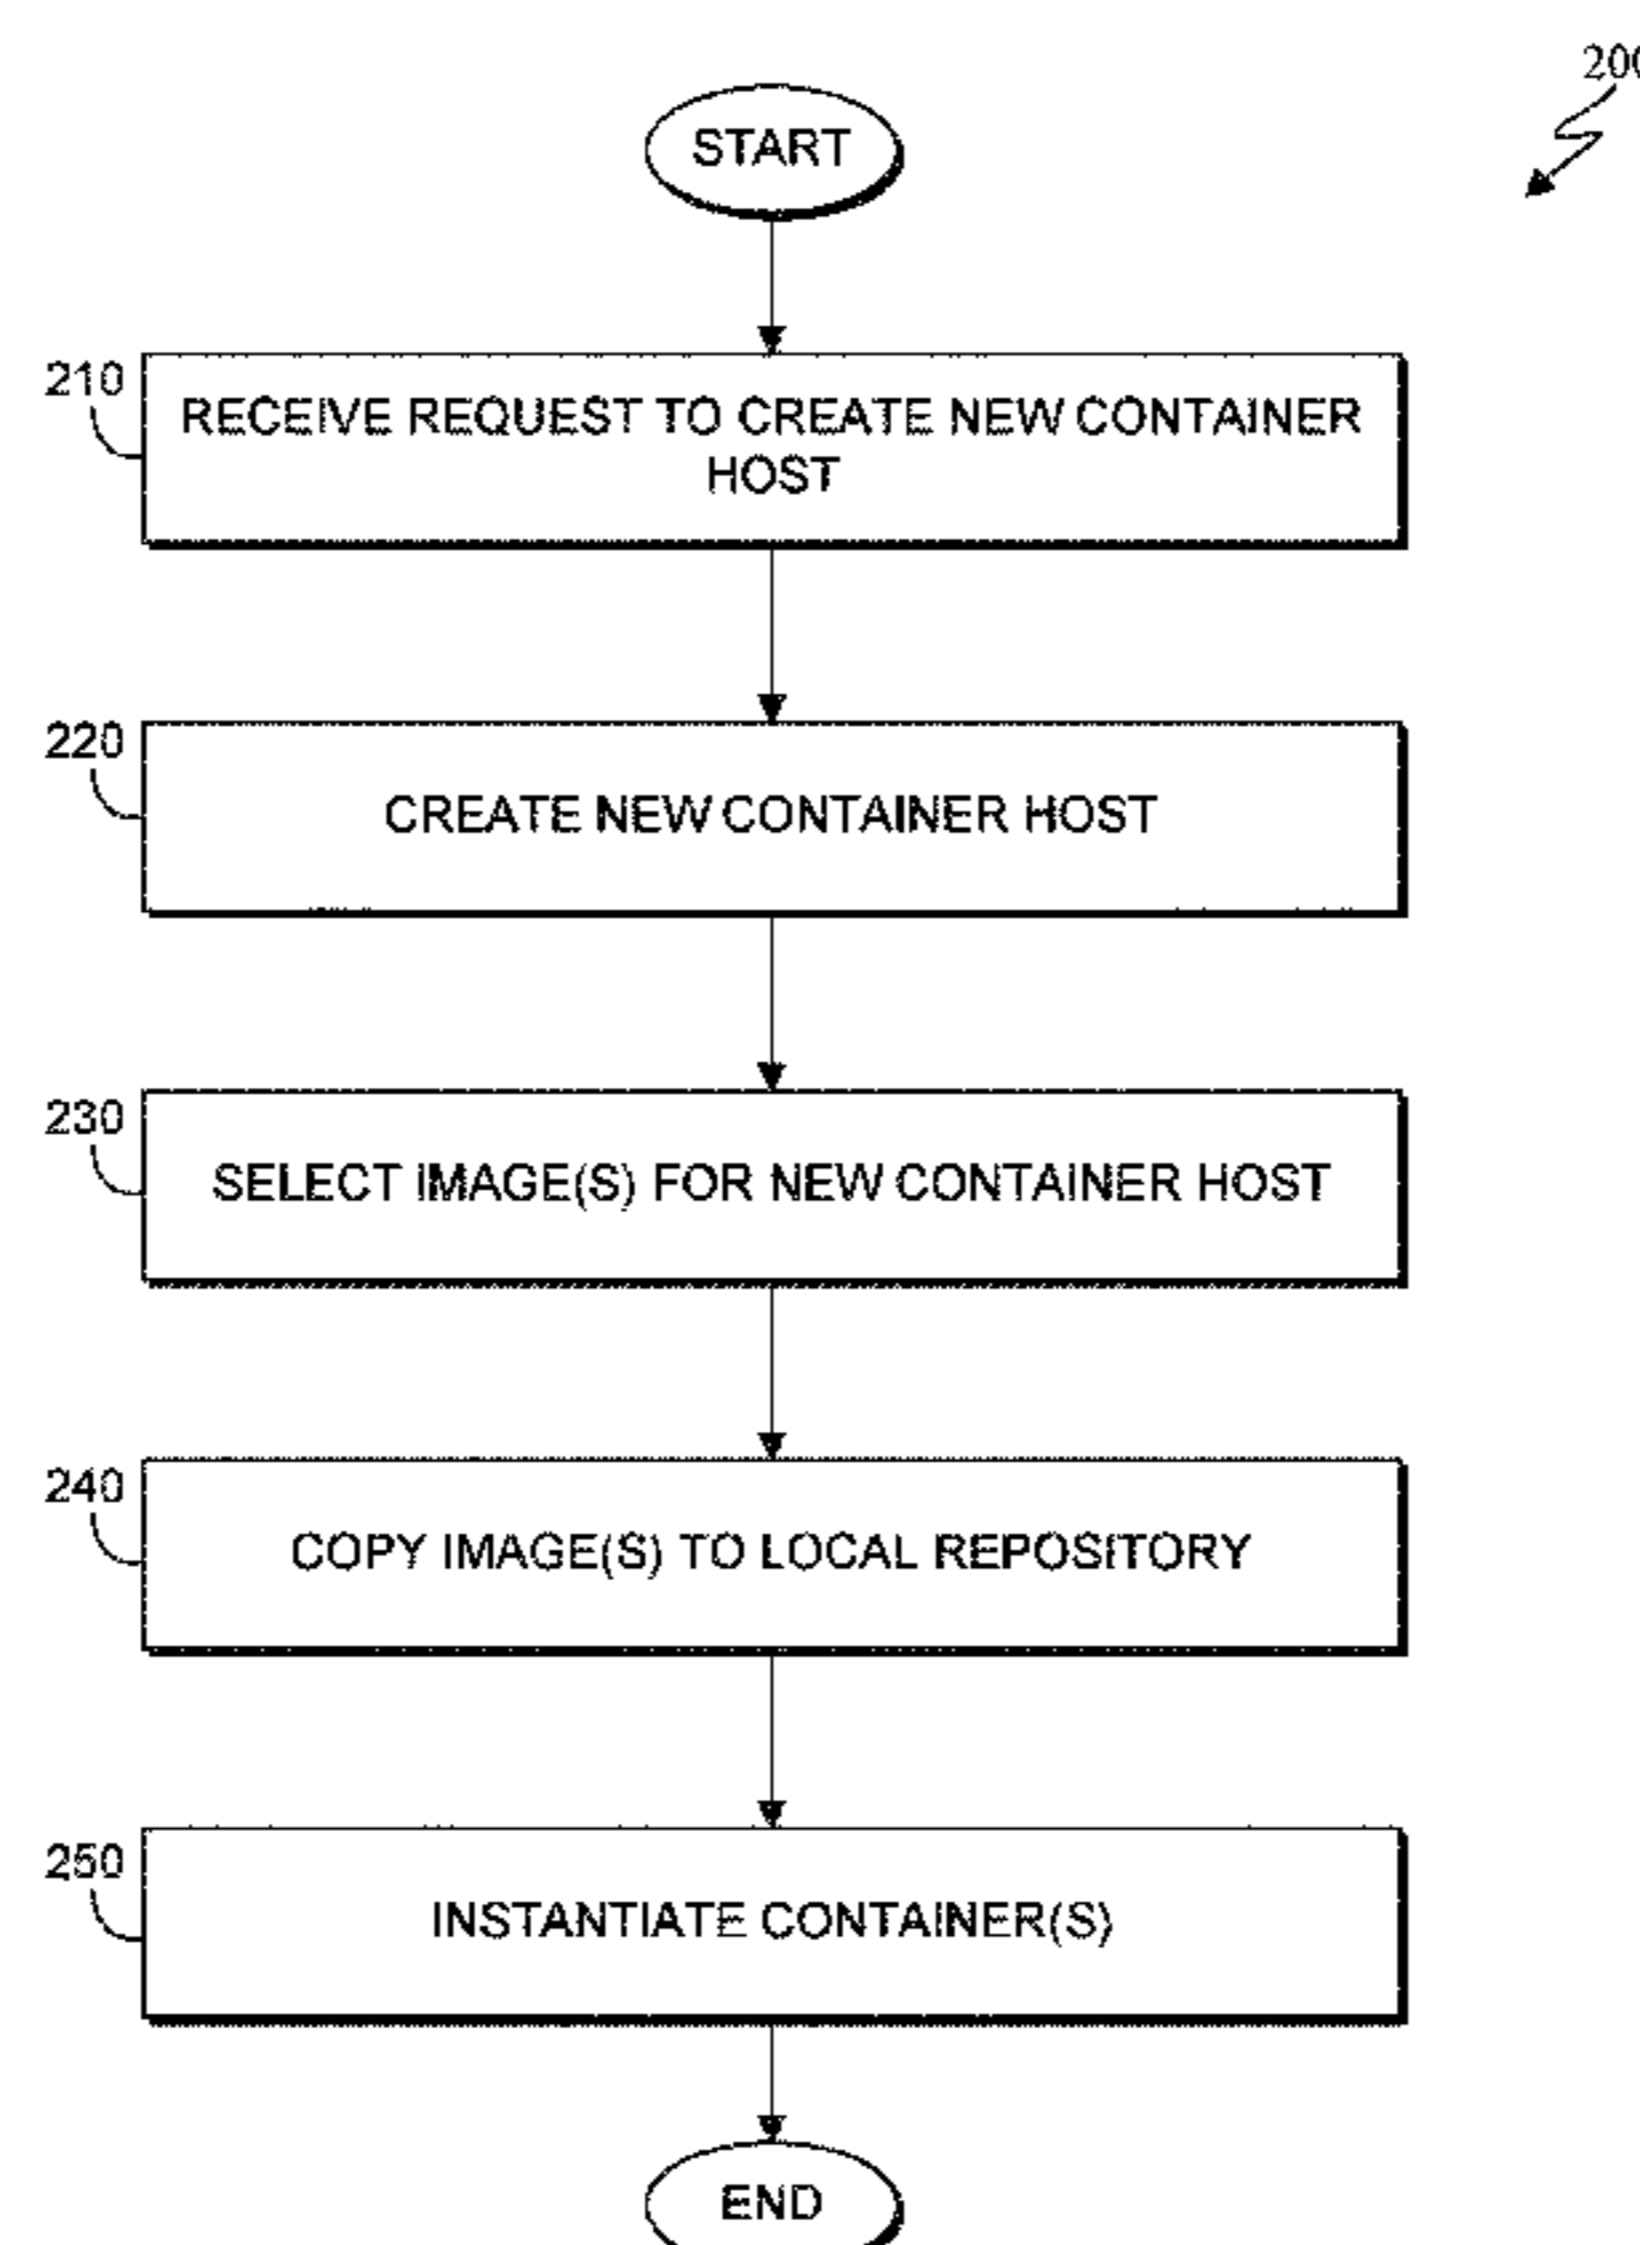 200
START
210
RECEIVE REQUEST TO CREATE NEW CONTAINER
HOST
220
CREATE NEW CONTAINER HOST
230
SELECT IMAGE(S) FOR NEW CONTAINER HOST
240
COPY IMAGE(S) TO LOCAL REPOSITORY
250
INSTANTIATE CONTAINER(S)
END